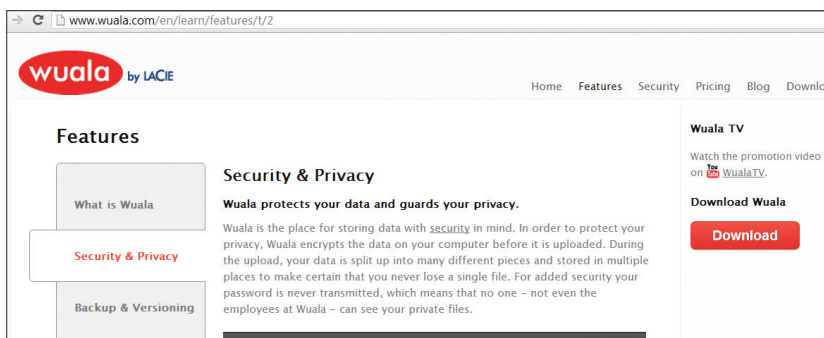 www.wuala.com/en/learn/features/t/2
wuala by LACIE
Home Features Security Pricing Blog Downlo
Features
What is Wuala
Security & Privacy
Backup & Versioning
Security & Privacy
Wuala protects your data and guards your privacy.
Wuala is the place for storing data with security in mind. In order to protect your
privacy, Wuala encrypts the data on your computer before it is uploaded. During
the upload, your data is split up into many different pieces and stored in multiple
places to make certain that you never lose a single file. For added security your
password is never transmitted, which means that no one – not even the
employees at Wuala – can see your private files.
Wuala TV
Watch the promotion video
on You Tube WualaTV.
Download Wuala
Download